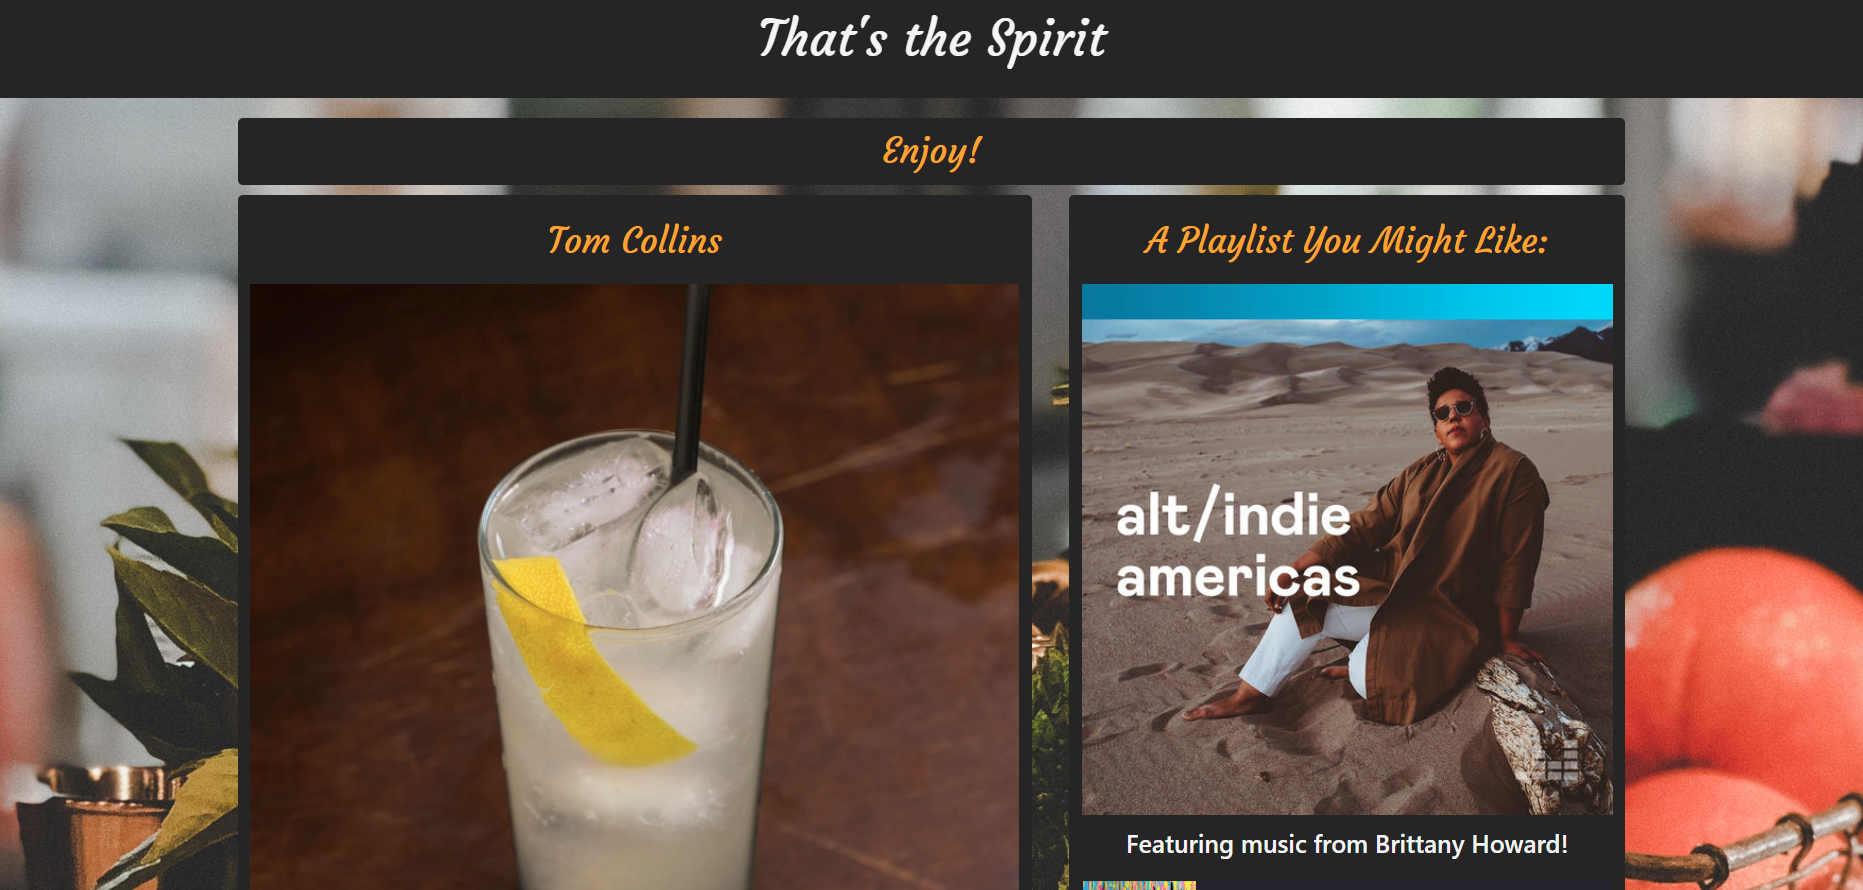 That's the Spirit
Enjoy!
Tom Collins
A Playlist You Might Like:
alt/indie
americas
Featuring music from Brittany Howard!